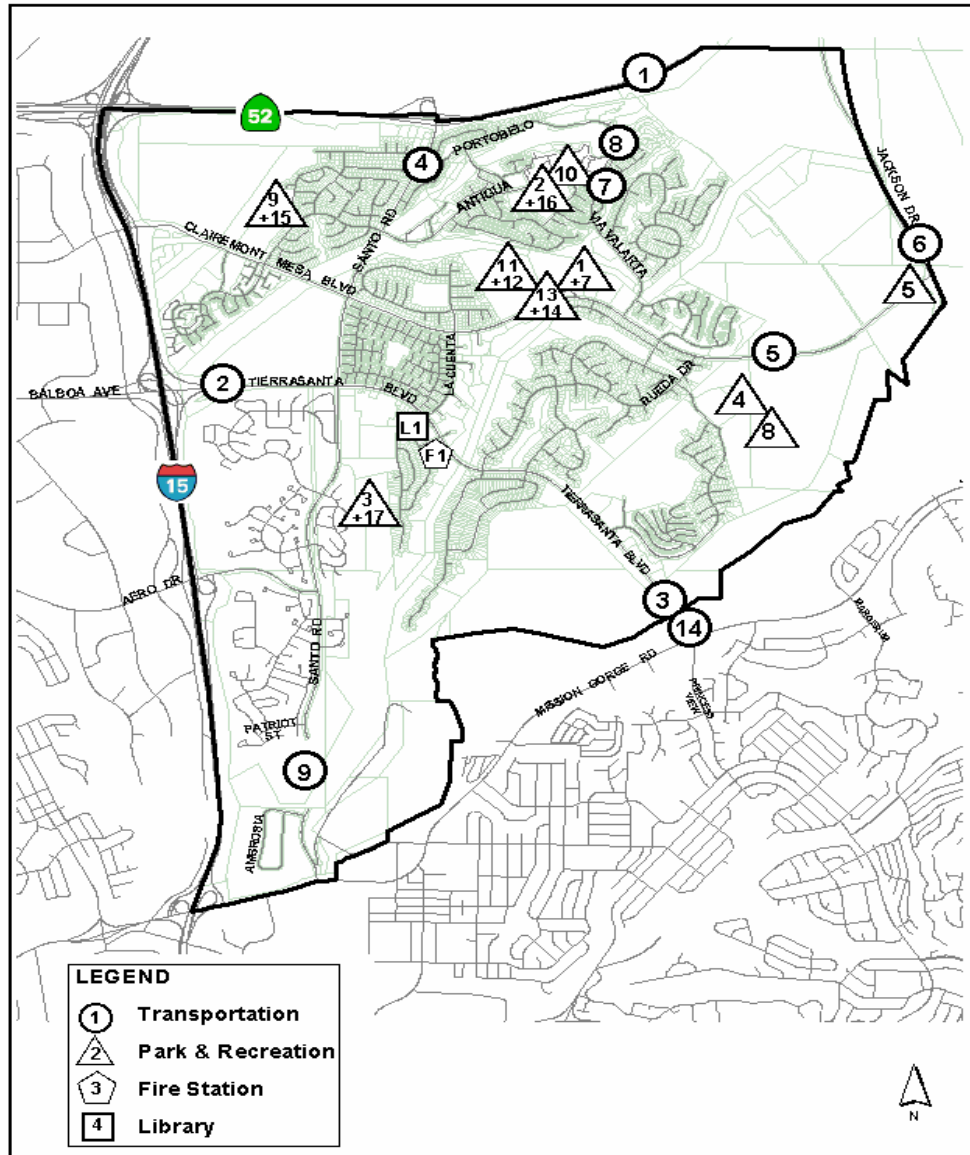 1
52
PORTOBELO
8
4
10
ANTIGUA
2
+16
7
JACKSON DR
9
+15
SANTO RD
VIA VALARTA
CLAIREMONT MESA BLVD
6
11
+12
1
+7
5
13
+14
LA CUENTA
5
2
TIERRASANTA BLVD
BALBOA AVE
RUEDA DR
4
8
L1
F1
15
3
+17
TIERRASANTA BLVD
AERO DR
3
14
SANTO RD
MISSION GORGE RD
PRINCESS
VIEW
PATRIOT
ST
9
AMBROSIA
LEGEND
1 Transportation
2 Park & Recreation
3 Fire Station
4 Library
N